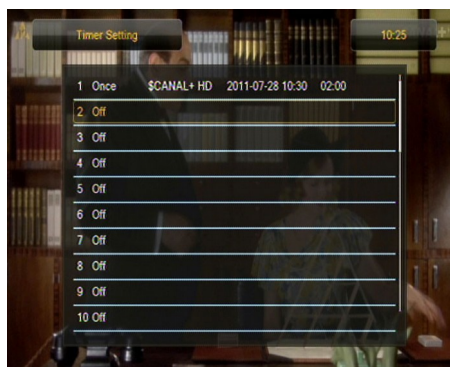 Timer Setting 10:25
1 Once $CANAL+ HD 2011-07-28 10:30 02:00
2 Off
3 Off
4 Off
5 Off
6 Off
7 Off
8 Off
9 Off
10 Off